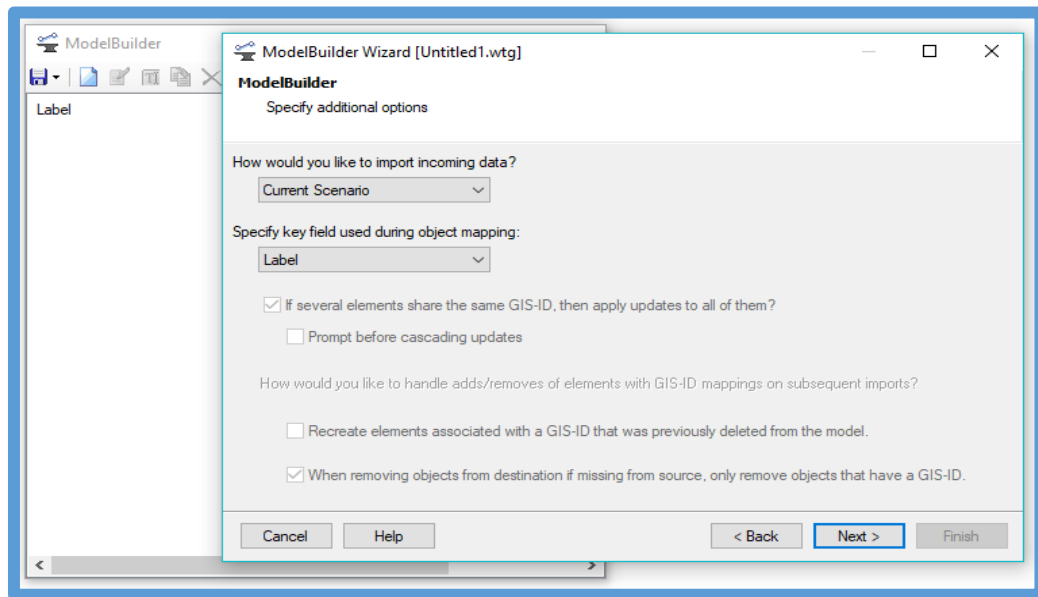 ModelBuilder
Label
ModelBuilder Wizard [Untitled1.wtg]
ModelBuilder
Specify additional options
How would you like to import incoming data?
Current Scenario
Specify key field used during object mapping:
Label
If several elements share the same GIS-ID, then apply updates to all of them?
Prompt before cascading updates
How would you like to handle adds/removes of elements with GIS-ID mappings on subsequent imports?
Recreate elements associated with a GIS-ID that was previously deleted from the model.
When removing objects from destination if missing from source, only remove objects that have a GIS-ID.
Cancel Help < Back Next > Finish